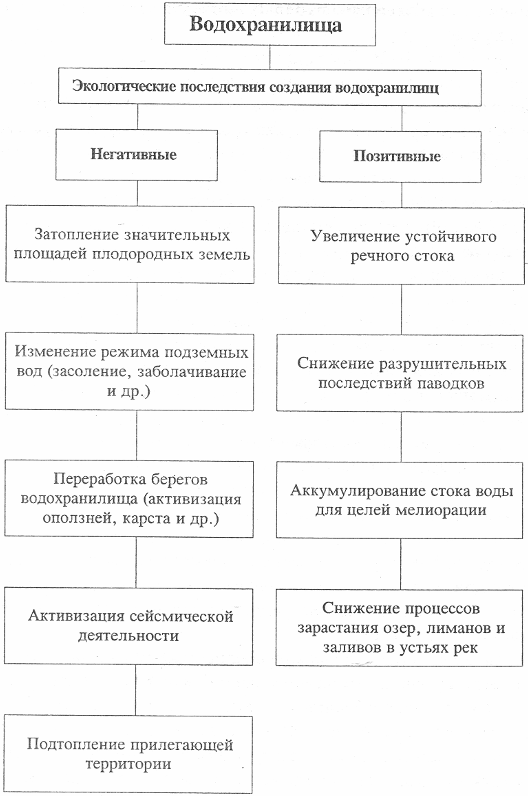 Водохранилища
Экологические последствия создания водохранилищ
Негативные
Позитивные
Затопление значительных
площадей плодородных земель
Увеличение устойчивого
речного стока
Изменение режима подземных
вод (засоление, заболачивание
и др.)
Снижение разрушительных
последствий паводков
Переработка берегов
водохранилища (активизация
оползней, карста и др.)
Аккумулирование стока воды
для целей мелиорации
Активизация сейсмической
деятельности
Снижение процессов
зарастания озер, лиманов и
заливов в устьях рек
Подтопление прилегающей
территории